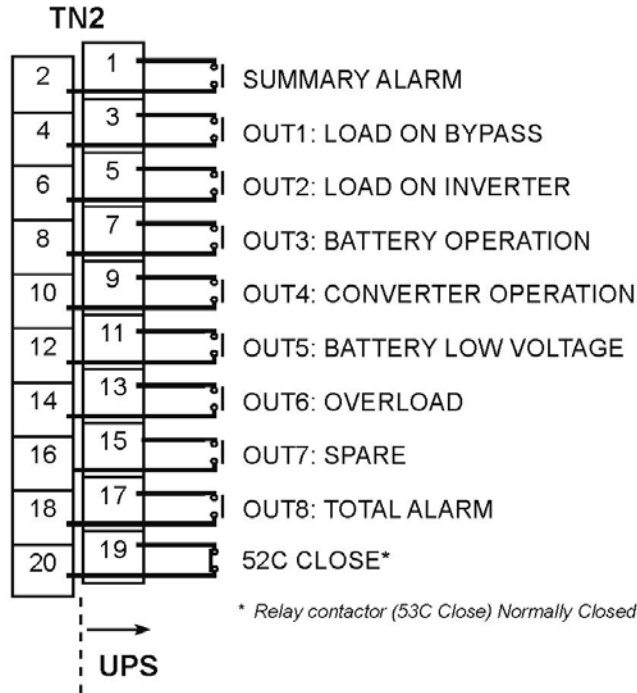 TN2
1
2
SUMMARY ALARM
3
4
OUT1: LOAD ON BYPASS
5
6
OUT2: LOAD ON INVERTER
7
8
OUT3: BATTERY OPERATION
9
10
OUT4: CONVERTER OPERATION
11
12
OUT5: BATTERY LOW VOLTAGE
13
14
OUT6: OVERLOAD
15
16
OUT7: SPARE
17
18
OUT8: TOTAL ALARM
19
20
52C CLOSE*
* Relay contactor (53C Close) Normally Closed
UPS